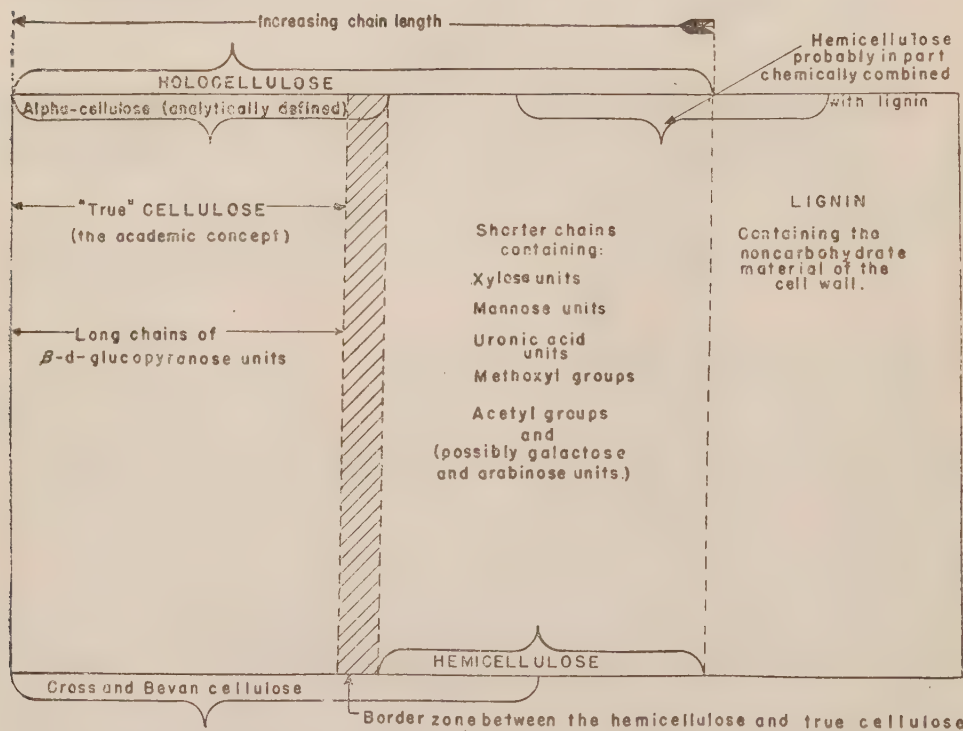 Increasing chain length
Hemicellulose
probably in part
chemically combined
with lignin
HOLOCELLULOSE
Alpha-cellulose (analytically defined)
"True" CELLULOSE
(the academic concept)
Long chains of
β-d-glucopyranose units
Shorter chains
containing:
Xylose units
Mannose units
Uronic acid
units
Methoxyl groups
Acetyl groups
and
(possibly galactose
and arabinose units.)
LIGNIN
Containing the
noncarbohydrate
material of the
cell wall.
HEMICELLULOSE
Cross and Bevan cellulose
Border zone between the hemicellulose and true cellulose